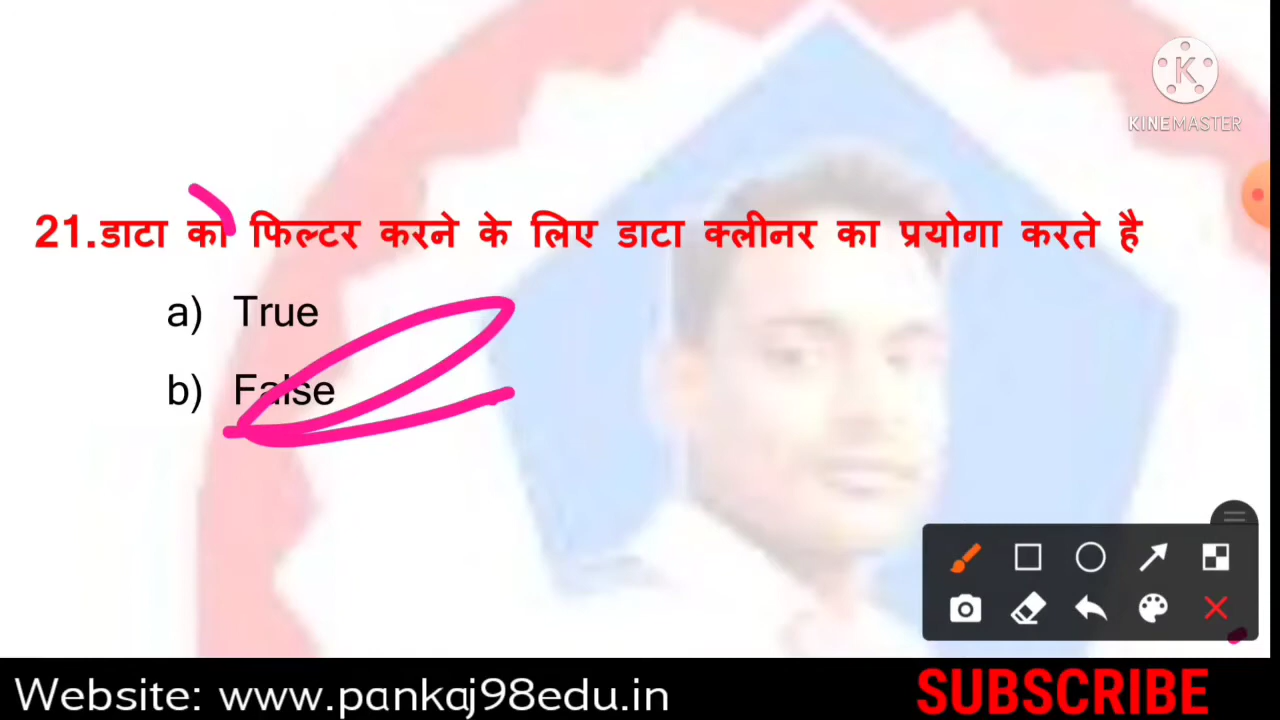 K
KINEMASTER
21.डाटा को फिल्टर करने के लिए डाटा क्लीनर का प्रयोगा करते है
a) True
b) False
Website: www.pankaj98edu.in
SUBSCRIBE